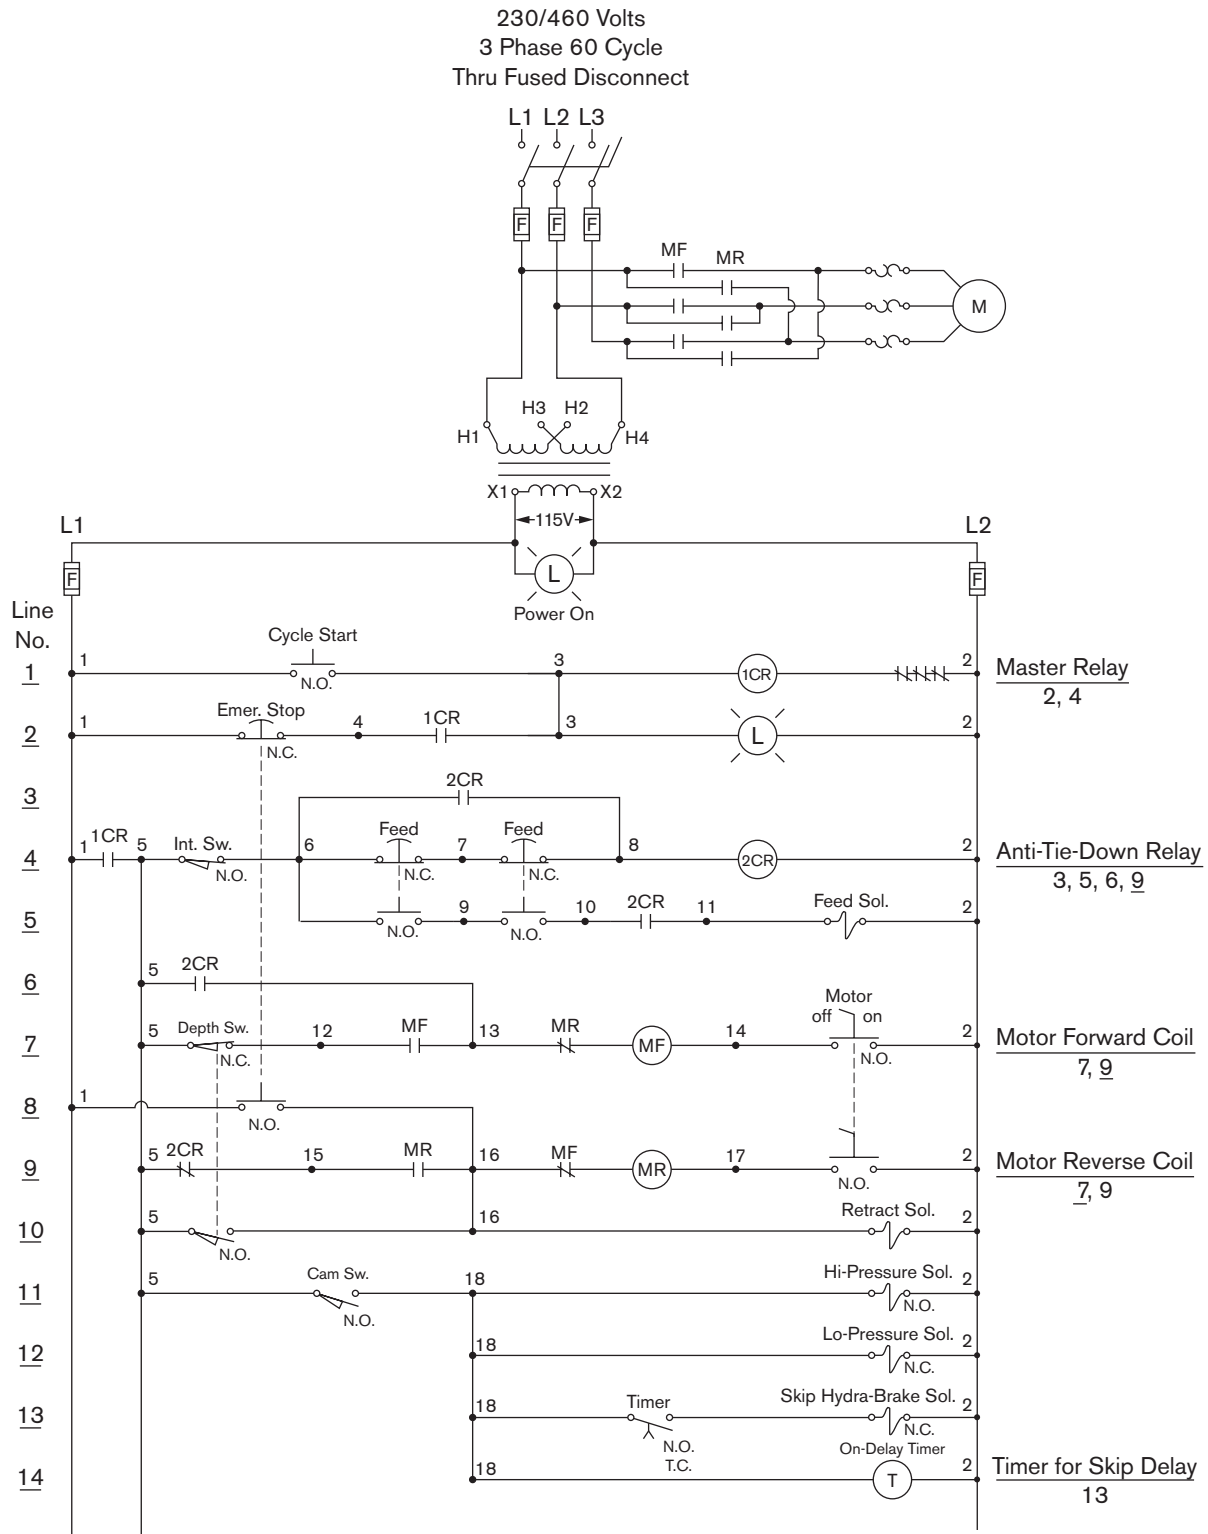 230/460 Volts
3 Phase 60 Cycle
Thru Fused Disconnect
L1 L2 L3
F F F
MF MR
M
H3 H2
H1 H4
X1 X2
115V
L1 L2
F L F
Power On
Line
No.
Cycle Start
1 1 3 1CR 2 Master Relay
N.O.
2, 4
Emer. Stop
2 1 4 1CR 3 L 2
N.C.
3 2CR
4 1 1CR 5 Int. Sw. 6 Feed 7 Feed 8 2CR 2 Anti-Tie-Down Relay
N.O. N.C. N.C.
3, 5, 6, 9
5 9 10 2CR 11 Feed Sol. 2
N.O. N.O.
6 5 2CR
Motor
off on
7 5 Depth Sw. 12 MF 13 MR MF 14 2 Motor Forward Coil
N.C. N.O.
7, 9
8 1
N.O.
9 5 2CR 15 MR 16 MF MR 17 2 Motor Reverse Coil
N.O.
7, 9
10 5 16 Retract Sol. 2
N.O.
11 5 Cam Sw. 18 Hi-Pressure Sol. 2
N.O. N.O.
12 18 Lo-Pressure Sol. 2
N.C.
13 18 Timer Skip Hydra-Brake Sol. 2
N.O. N.C.
T.C. On-Delay Timer
14 18 T 2 Timer for Skip Delay
13